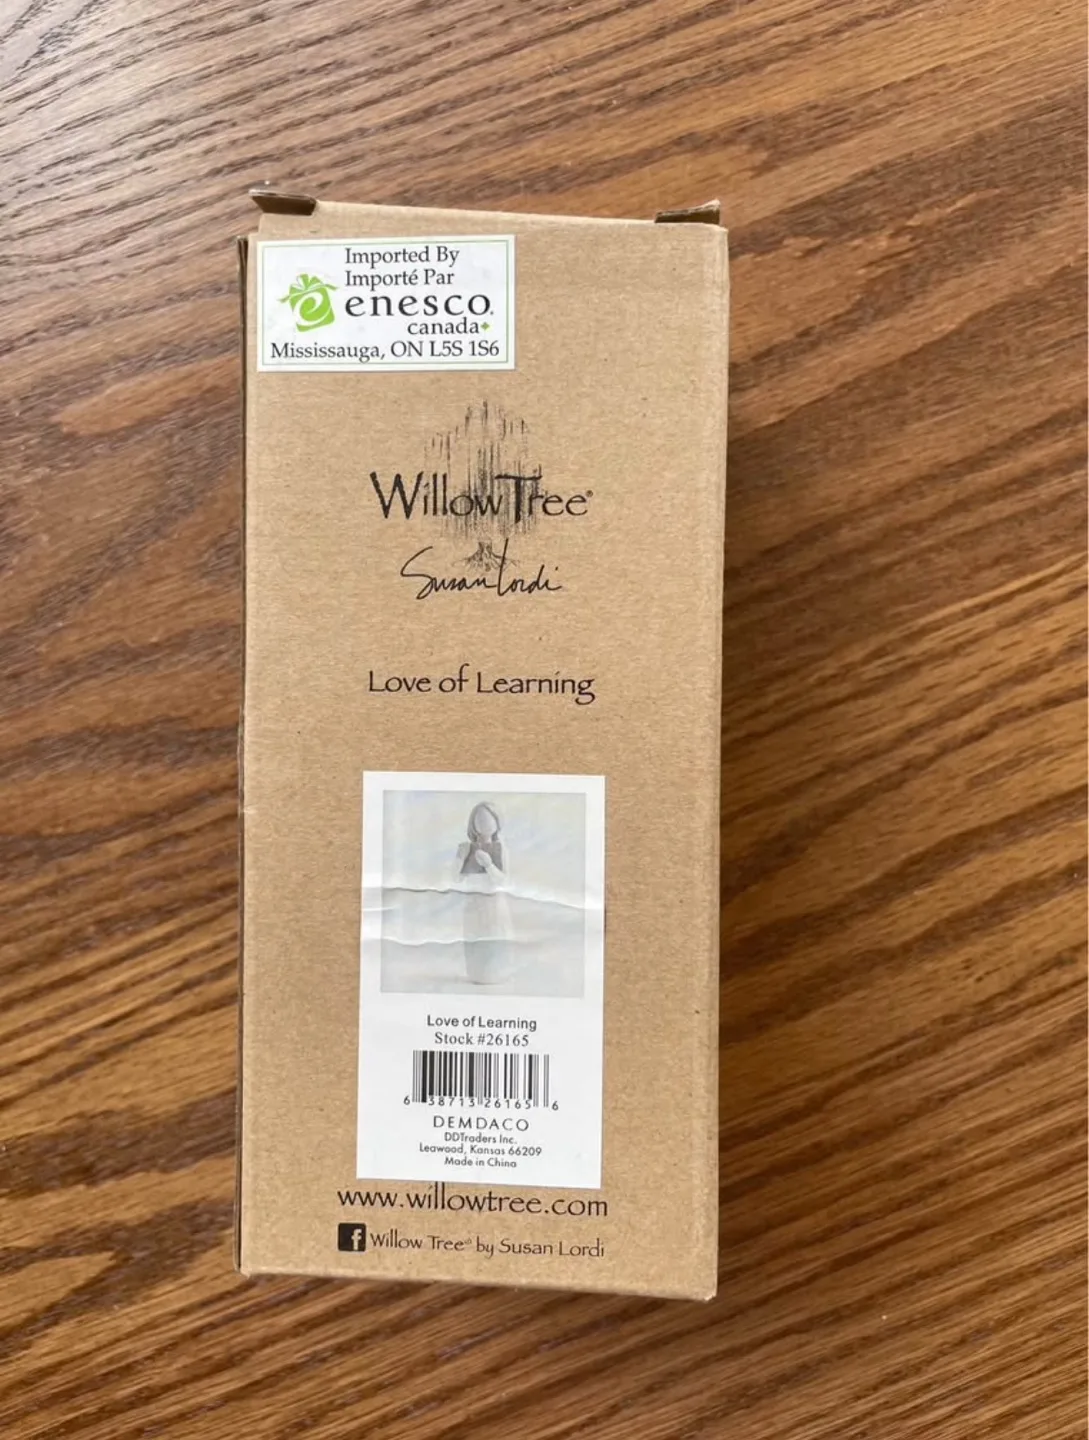 Imported By
Importé Par
enesco.
canada
Mississauga, ON L5S 1S6
Willow Tree®
Susan Lordi
Love of Learning
Love of Learning
Stock #26165
6 38713 26165 6
DEMDACO
DDTraders Inc.
Leawood, Kansas 66209
Made in China
www.willowtree.com
f Willow Tree® by Susan Lordi